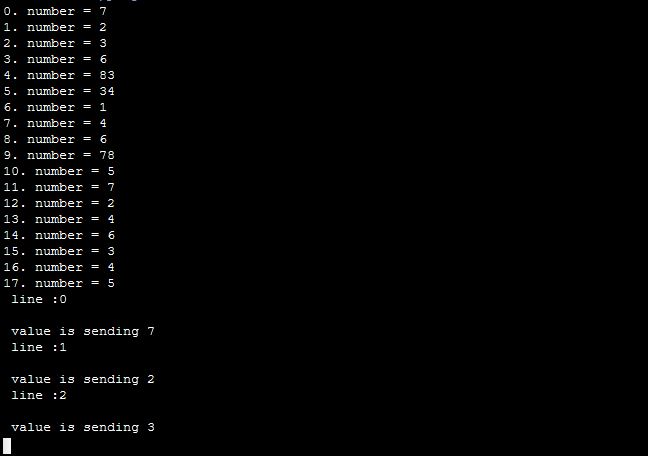 0. number = 7
1. number = 2
2. number = 3
3. number = 6
4. number = 83
5. number = 34
6. number = 1
7. number = 4
8. number = 6
9. number = 78
10. number = 5
11. number = 7
12. number = 2
13. number = 4
14. number = 6
15. number = 3
16. number = 4
17. number = 5
line :0
value is sending 7
line :1
value is sending 2
line :2
value is sending 3